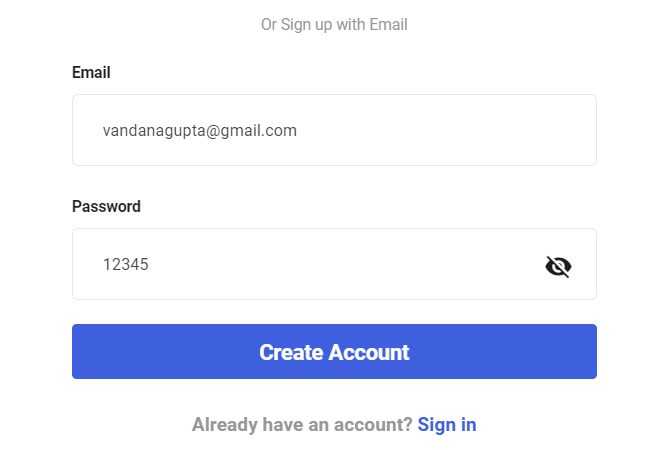 Or Sign up with Email
Email
vandanagupta@gmail.com
Password
12345
Create Account
Already have an account? Sign in